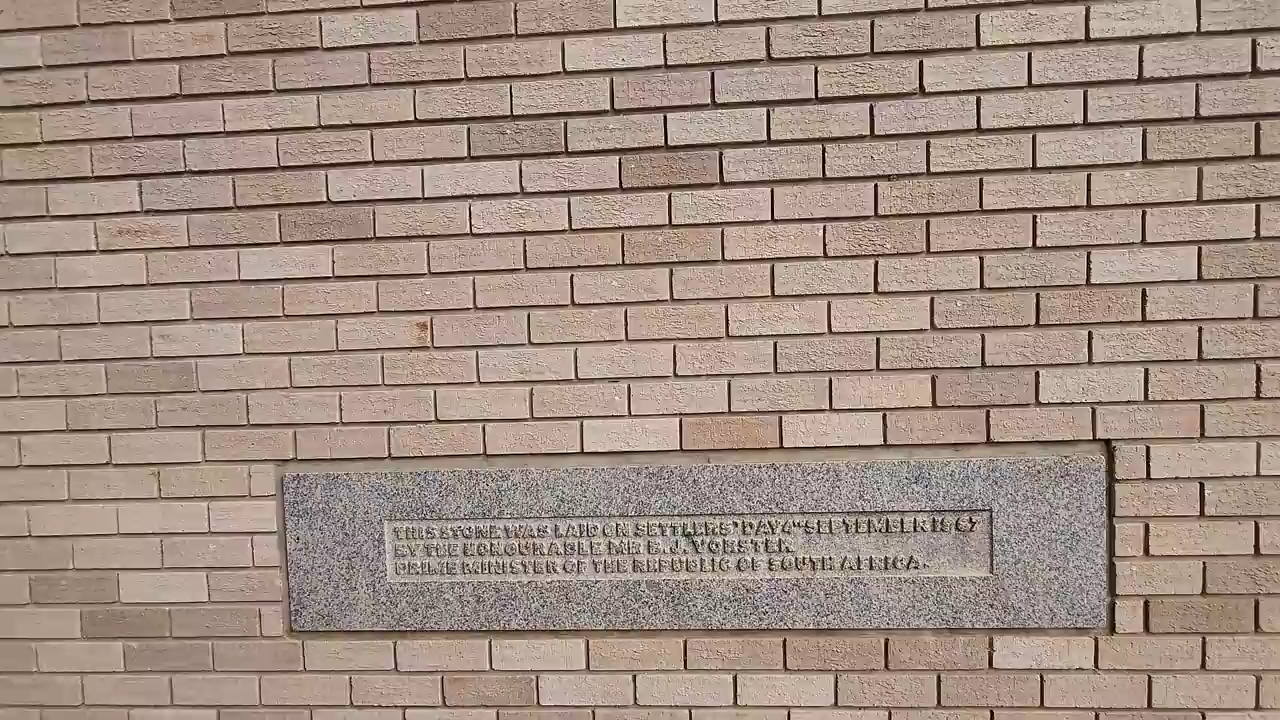 THIS STONE WAS LAID ON SETTLERS' DAY 4TH SEPTEMBER 1967
BY THE HONOURABLE MR B.J. VORSTER
PRIME MINISTER OF THE REPUBLIC OF SOUTH AFRICA.